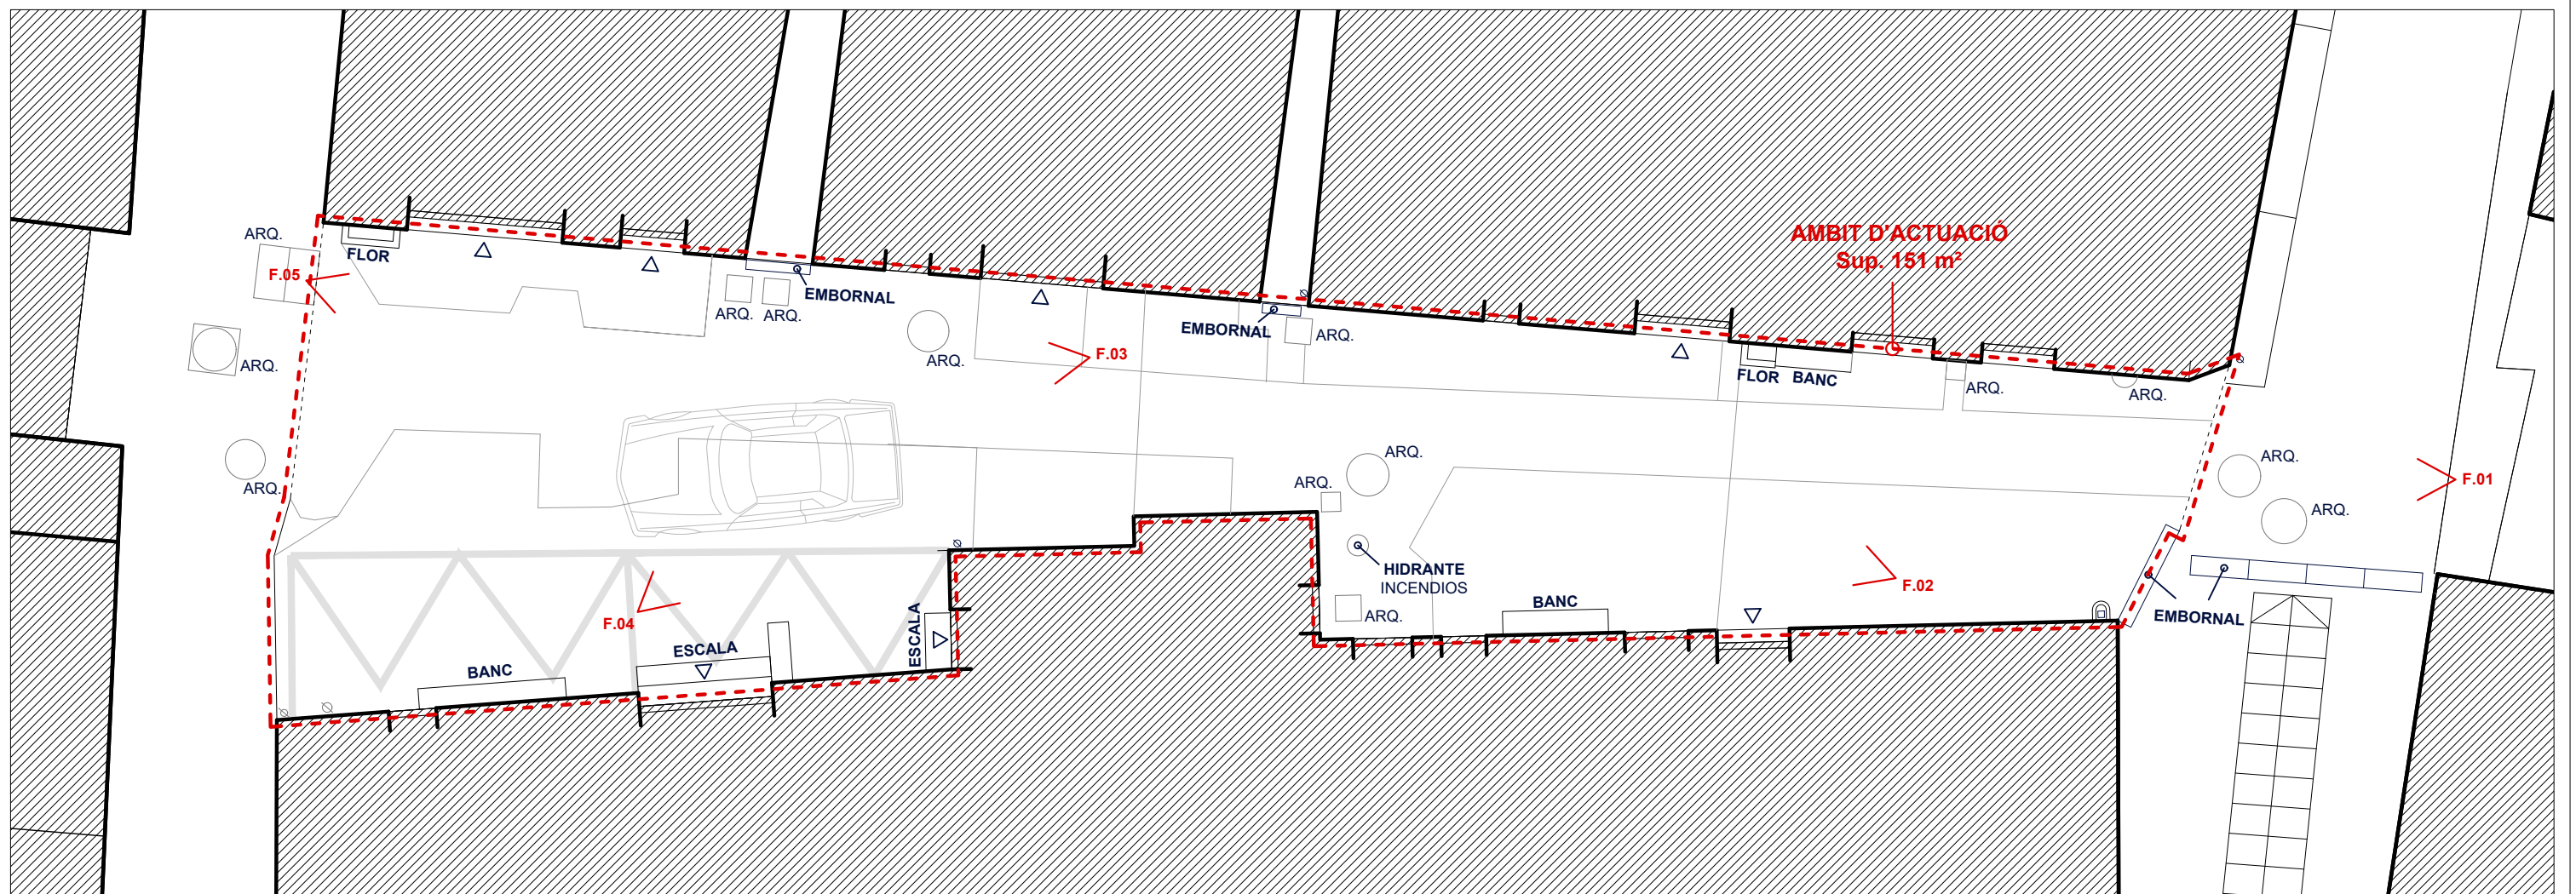 AMBIT D'ACTUACIÓ
Sup. 151 m²
ARQ.
F.05
FLOR
ARQ.
ARQ.
ARQ.
ARQ.
EMBORNAL
ARQ.
F.03
EMBORNAL
ARQ.
FLOR
BANC
ARQ.
ARQ.
ARQ.
ARQ.
ARQ.
ARQ.
F.01
ARQ.
HIDRANTE
INCENDIOS
F.02
ARQ.
BANC
EMBORNAL
F.04
ESCALA
ESCALA
BANC